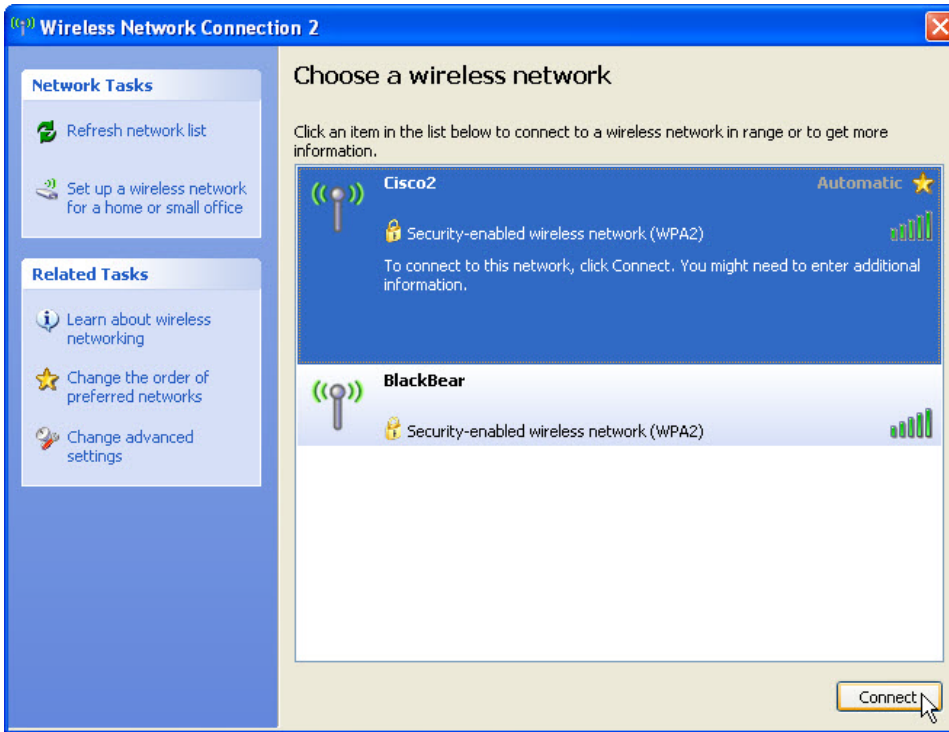 Wireless Network Connection 2
Network Tasks
Refresh network list
Set up a wireless network
for a home or small office
Related Tasks
Learn about wireless
networking
Change the order of
preferred networks
Change advanced
settings
Choose a wireless network
Click an item in the list below to connect to a wireless network in range or to get more
information.
Cisco2 Automatic
Security-enabled wireless network (WPA2)
To connect to this network, click Connect. You might need to enter additional
information.
BlackBear
Security-enabled wireless network (WPA2)
Connect